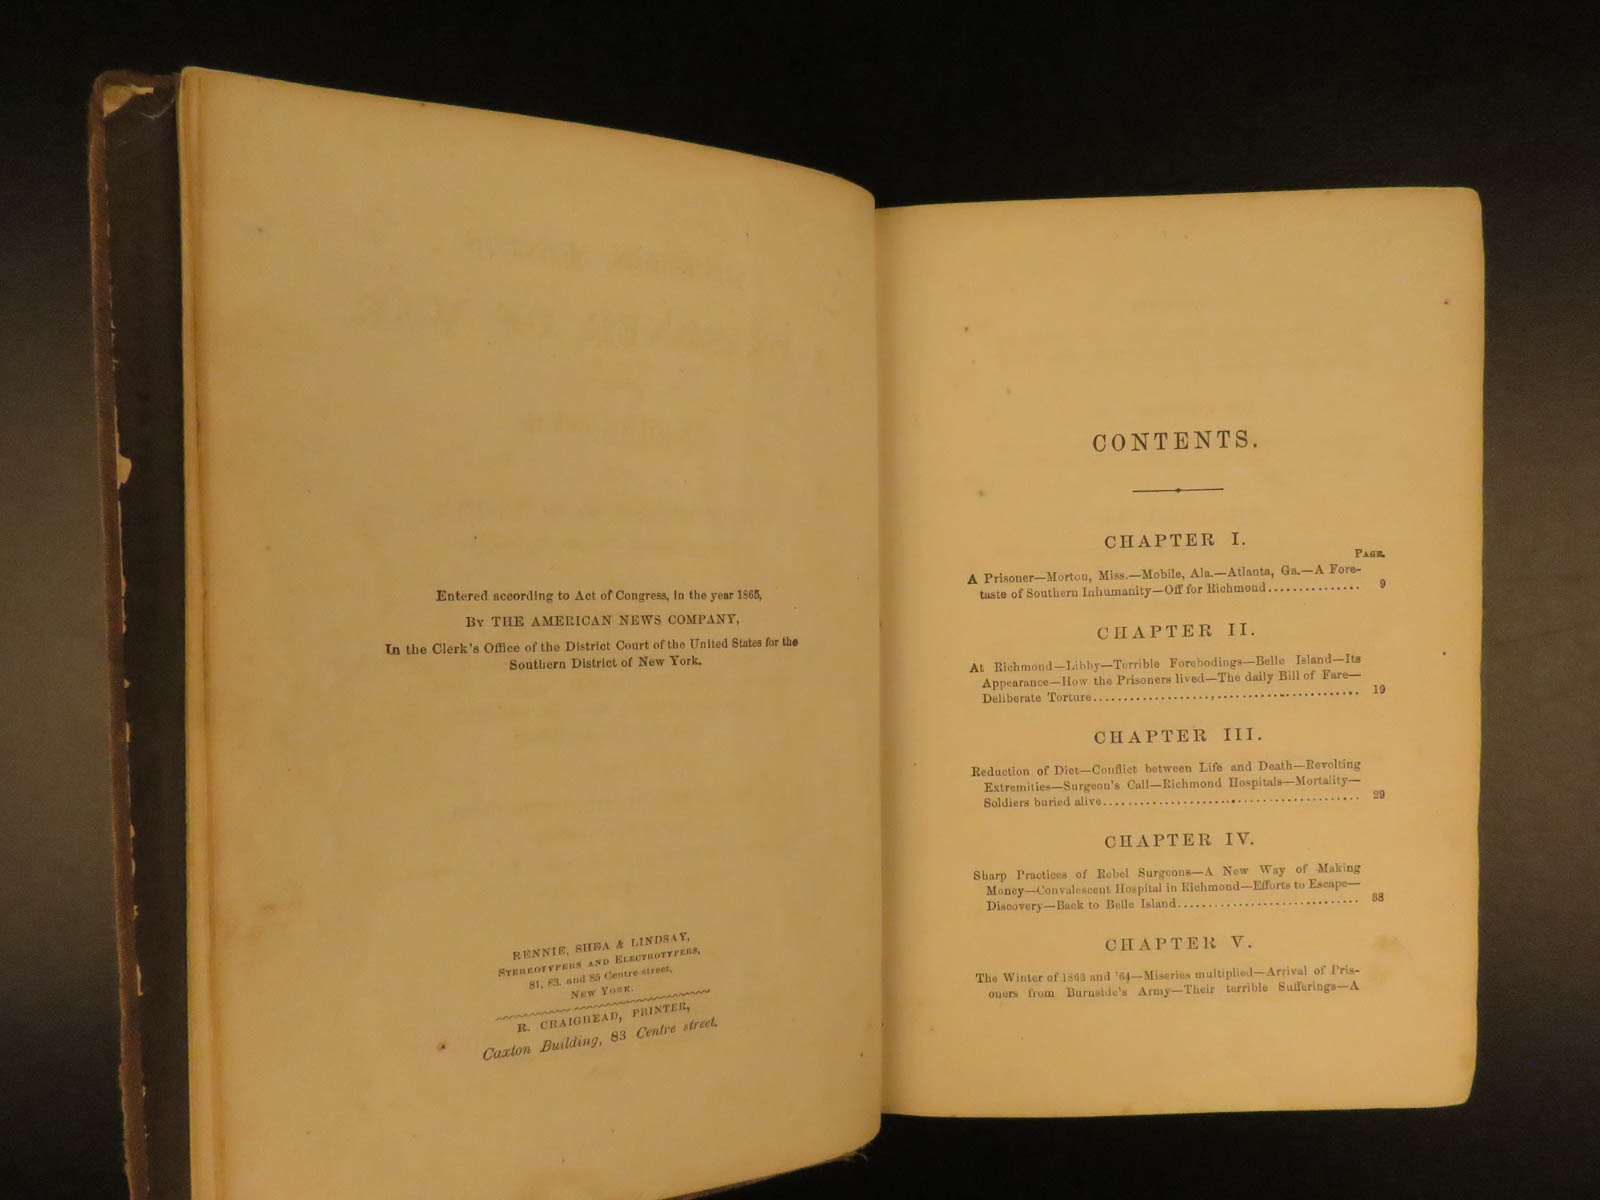 Entered according to Act of Congress, in the year 1865,
By THE AMERICAN NEWS COMPANY,
In the Clerk's Office of the District Court of the United States for the
Southern District of New York.
RENNIE, SHEA & LINDSAY,
STEREOTYPERS AND ELECTROTYPERS,
81, 83, and 85 Centre-street,
NEW YORK.
R. CRAIGHEAD, PRINTER,
Caxton Building, 83 Centre street.
CONTENTS.
CHAPTER I.
PAGE.
A Prisoner—Morton, Miss.—Mobile, Ala.—Atlanta, Ga.—A Fore-
taste of Southern Inhumanity—Off for Richmond............... 9
CHAPTER II.
At Richmond—Libby—Terrible Forebodings—Belle Island—Its
Appearance—How the Prisoners lived—The daily Bill of Fare—
Deliberate Torture............................................. 19
CHAPTER III.
Reduction of Diet—Conflict between Life and Death—Revolting
Extremities—Surgeon's Call—Richmond Hospitals—Mortality—
Soldiers buried alive........................................... 29
CHAPTER IV.
Sharp Practices of Rebel Surgeons—A New Way of Making
Money—Convalescent Hospital in Richmond—Efforts to Escape—
Discovery—Back to Belle Island.............................. 38
CHAPTER V.
The Winter of 1863 and '64—Miseries multiplied—Arrival of Pris-
oners from Burnside's Army—Their terrible Sufferings—A